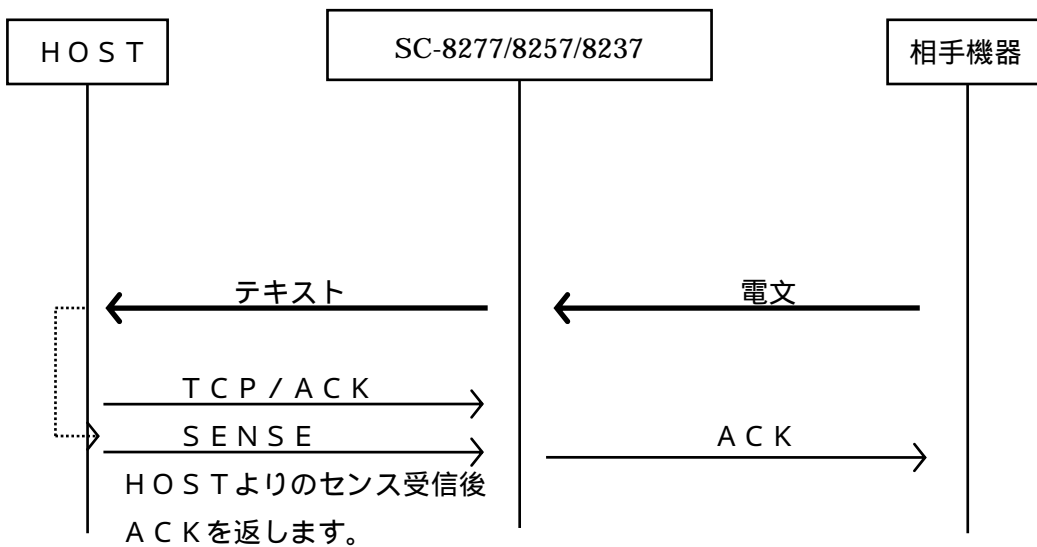 ＨＯＳＴ
SC-8277/8257/8237
相手機器
テキスト
電文
ＴＣＰ/ＡＣＫ
ＳＥＮＳＥ
ＡＣＫ
ＨＯＳＴよりのセンス受信後
ＡＣＫを返します。